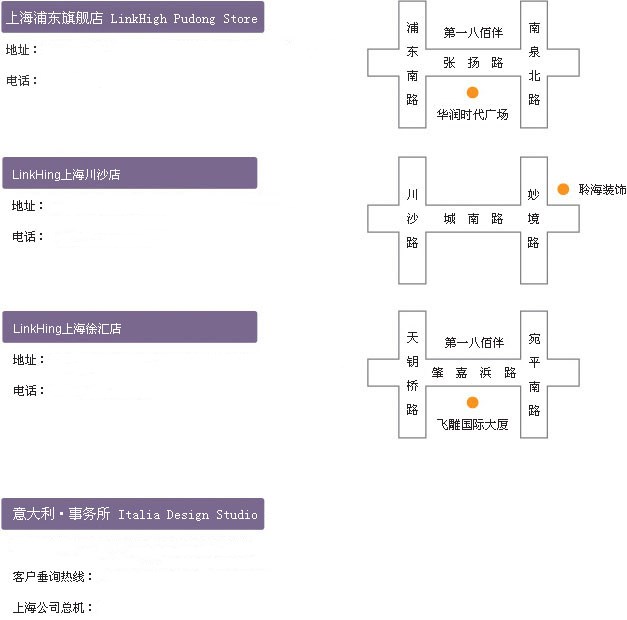 上海浦东旗舰店 LinkHigh Pudong Store
地址：
电话：
浦东南路
第一八佰伴
张扬路
南泉北路
华润时代广场
LinkHing上海川沙店
地址：
电话：
川沙路
城南路
妙境路
聆海装饰
LinkHing上海徐汇店
地址：
电话：
天钥桥路
第一八佰伴
肇嘉浜路
宛平南路
飞雕国际大厦
意大利·事务所 Italia Design Studio
客户垂询热线：
上海公司总机：